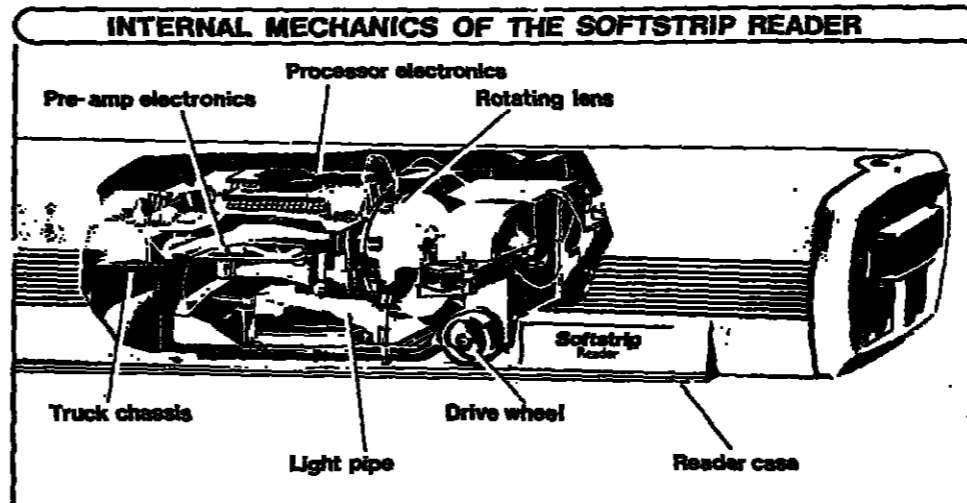 INTERNAL MECHANICS OF THE SOFTSTRIP READER
Processor electronics
Pre-amp electronics
Rotating lens
Softstrip
Reader
Truck chassis
Drive wheel
Light pipe
Reader case